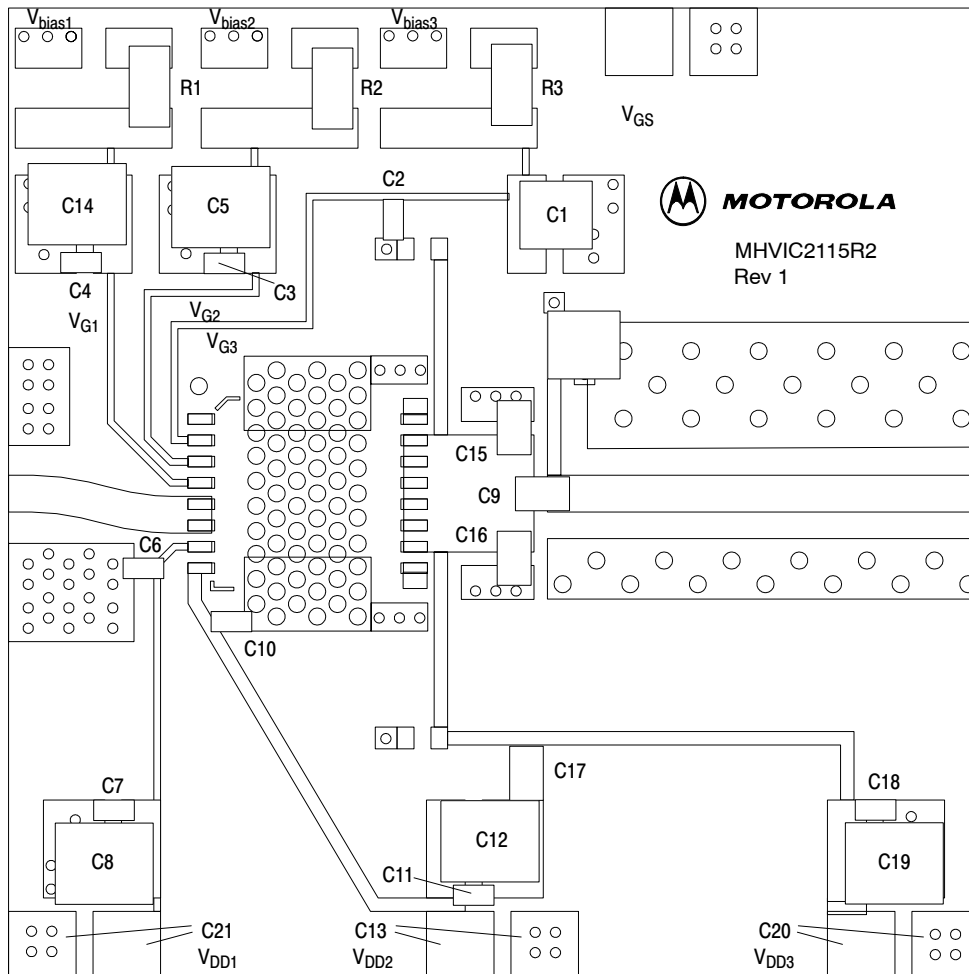 Vbias1 Vbias2 Vbias3
R1 R2 R3
VGS
C2
C14 C5 C1
MOTOROLA
MHVIC2115R2
Rev 1
C4 C3
VG1 VG2
VG3
C15
C9
C16
C6
C10
C17
C7 C18
C8 C12 C19
C11
C21 C13 C20
VDD1 VDD2 VDD3